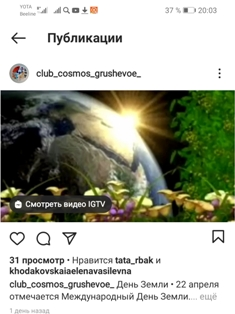 YOTA
Beeline
37 % 20:03
Публикации
club_cosmos_grushevoe_
Смотреть видео IGTV
31 просмотр • Нравится tata_rbak и
khodakovskaiaelenavasilevna
club_cosmos_grushevoe_ День Земли • 22 апреля
отмечается Международный День Земли.... ещё
1 день назад